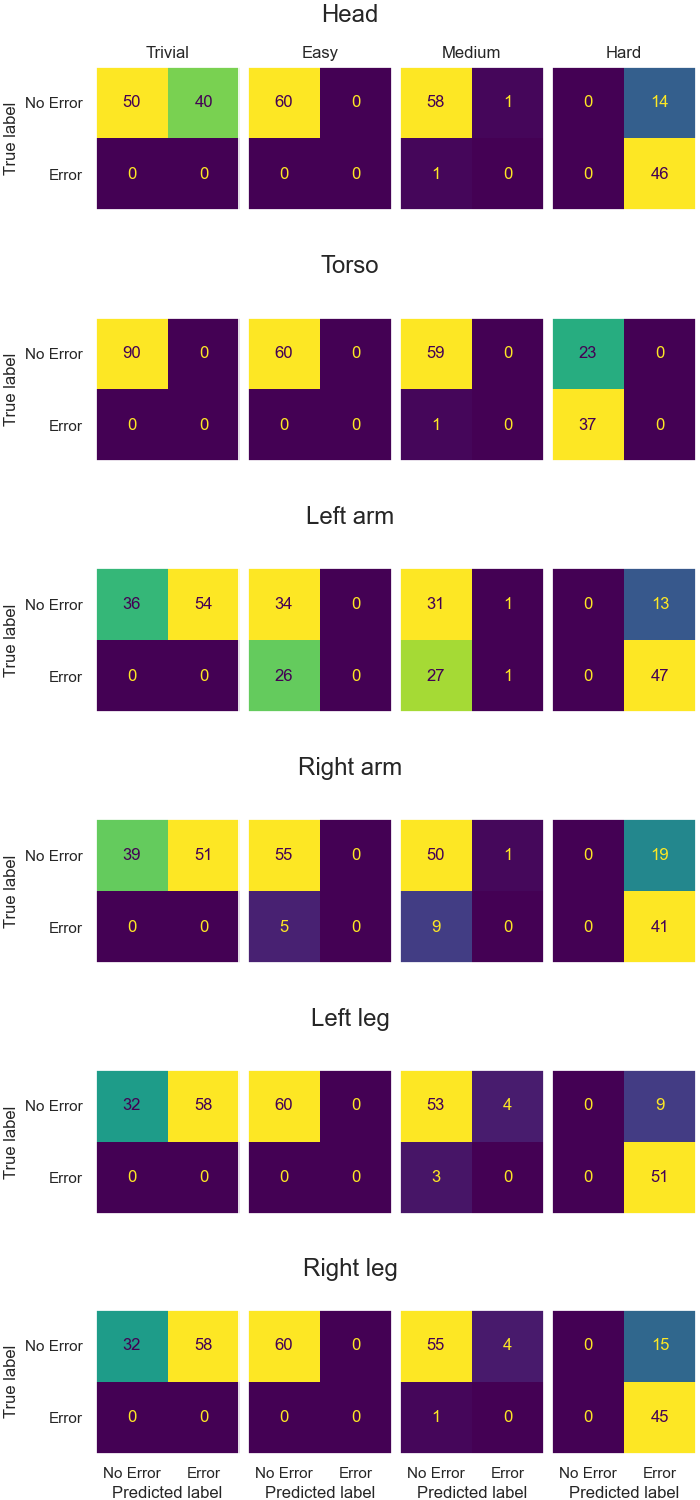 Head
Trivial Easy Medium Hard
True label
No Error 50 40 60 0 58 1 0 14
Error 0 0 0 0 1 0 0 46
Torso
True label
No Error 90 0 60 0 59 0 23 0
Error 0 0 0 0 1 0 37 0
Left arm
True label
No Error 36 54 34 0 31 1 0 13
Error 0 0 26 0 27 1 0 47
Right arm
True label
No Error 39 51 55 0 50 1 0 19
Error 0 0 5 0 9 0 0 41
Left leg
True label
No Error 32 58 60 0 53 4 0 9
Error 0 0 0 0 3 0 0 51
Right leg
True label
No Error 32 58 60 0 55 4 0 15
Error 0 0 0 0 1 0 0 45
No Error Error No Error Error No Error Error No Error Error
Predicted label Predicted label Predicted label Predicted label